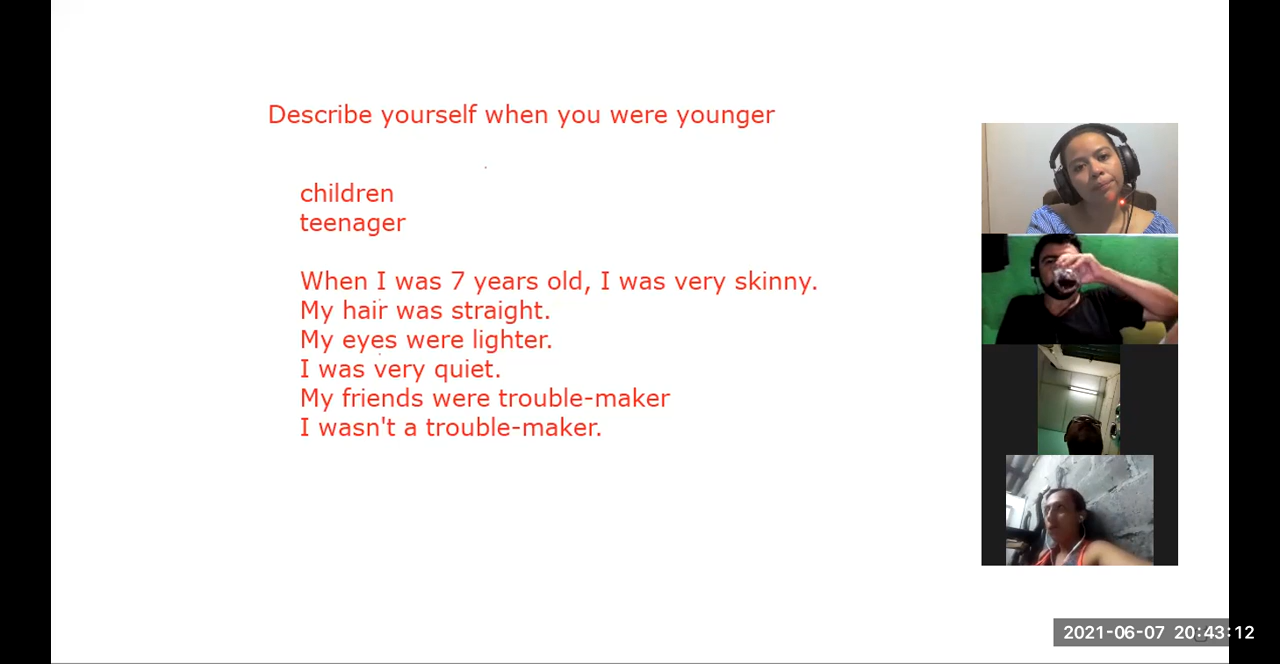 Describe yourself when you were younger
children
teenager
When I was 7 years old, I was very skinny.
My hair was straight.
My eyes were lighter.
I was very quiet.
My friends were trouble-maker
I wasn't a trouble-maker.
2021-06-07 20:43:12